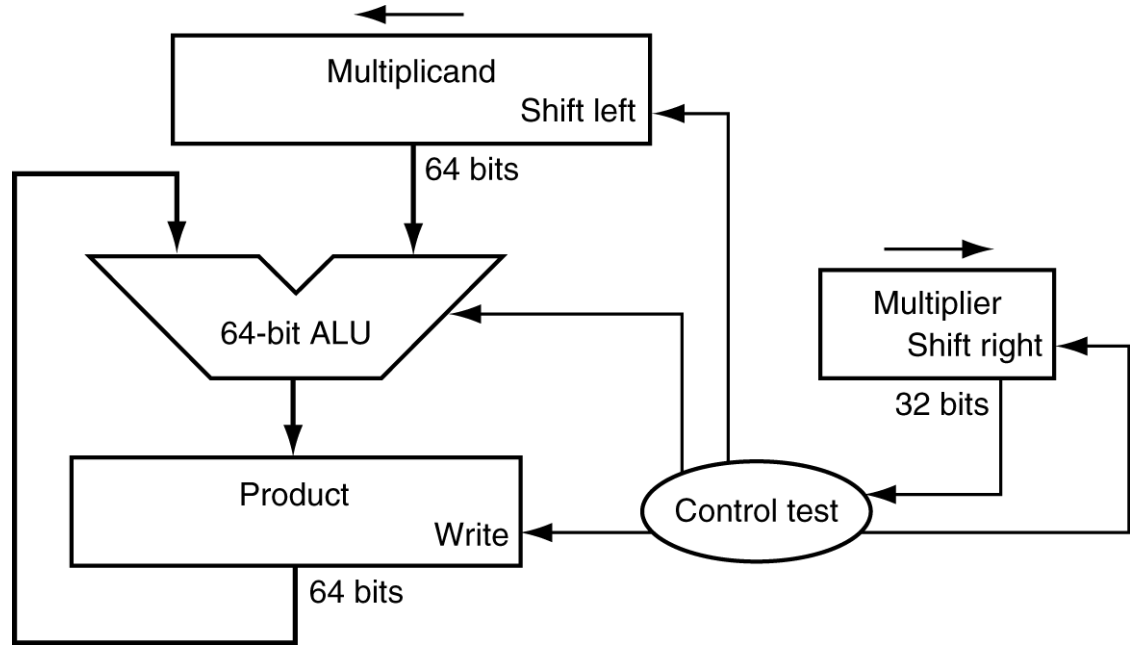 Multiplicand
Shift left
64 bits
64-bit ALU
Multiplier
Shift right
32 bits
Product
Write
Control test
64 bits